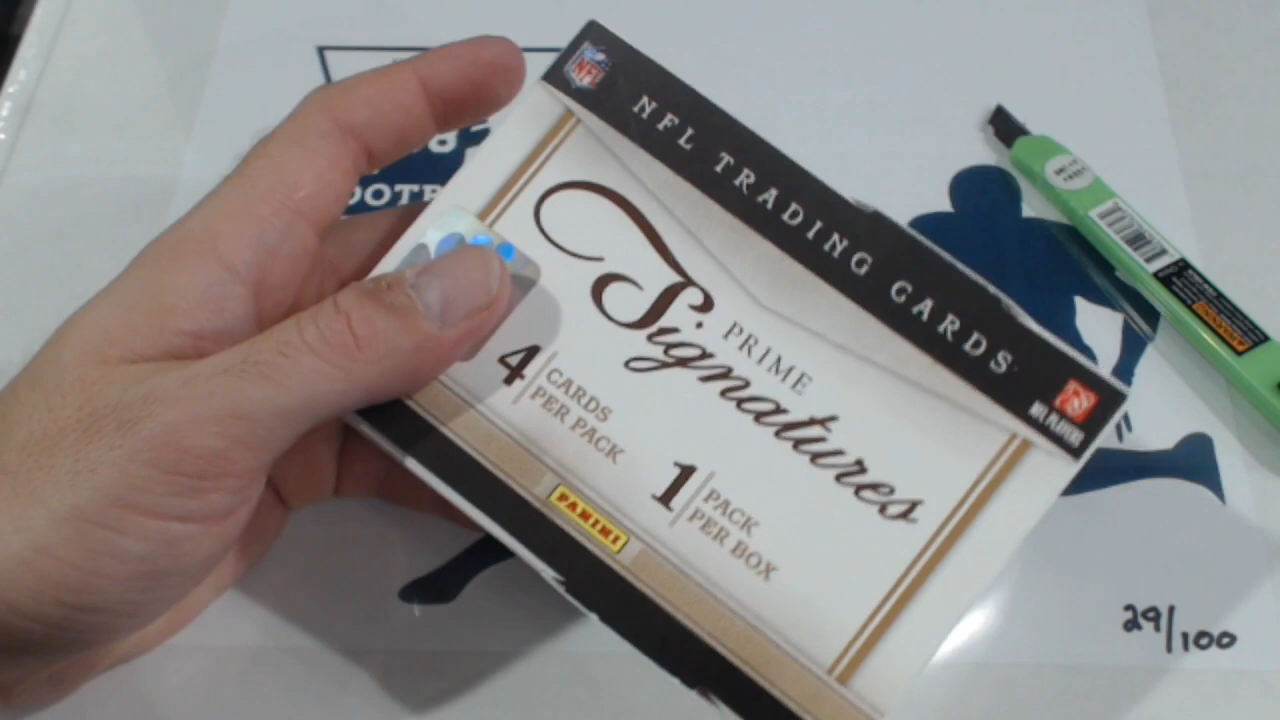 NFL
NFL TRADING CARDS
PRIME
Signatures
4
CARDS
PER PACK
1
PACK
PER BOX
PANINI
NFL PLAYERS
29/100